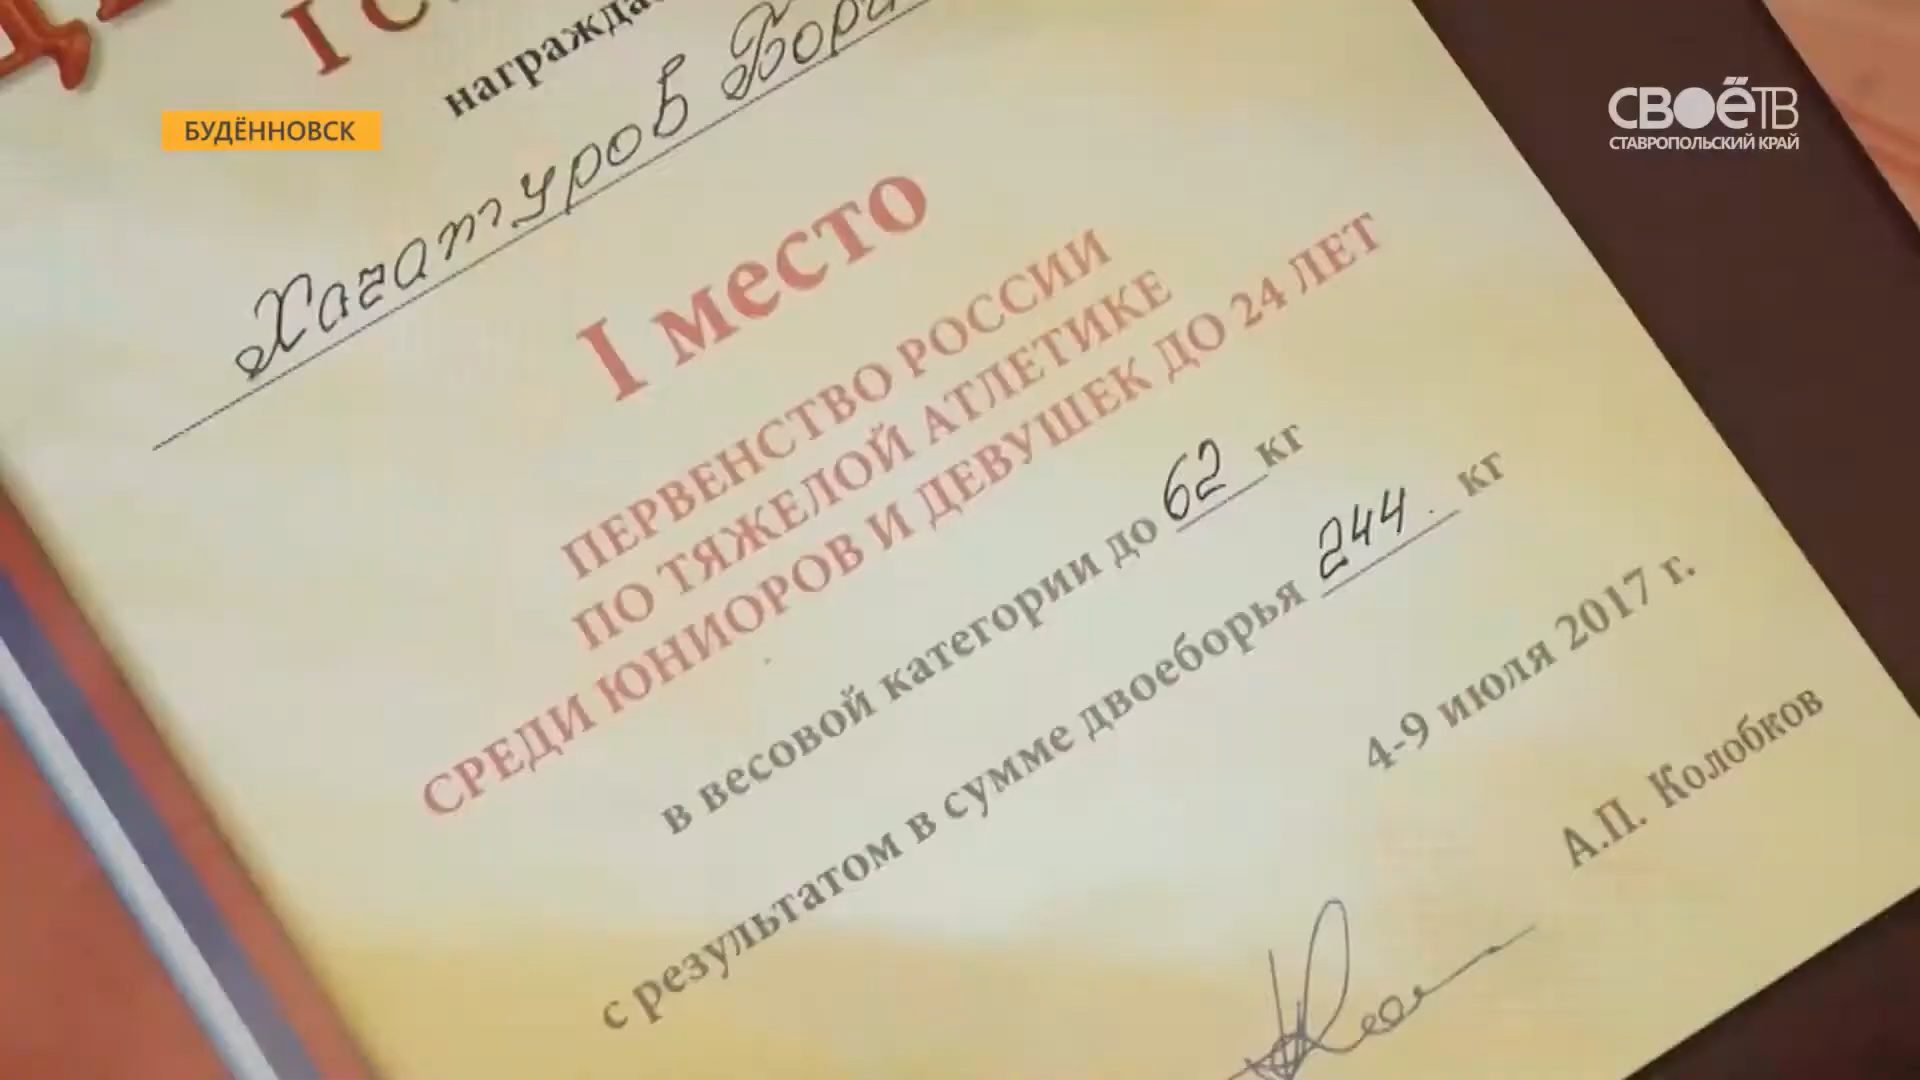 I С
награжда
Хачатуров Бори
I место
ПЕРВЕНСТВО РОССИИ
ПО ТЯЖЕЛОЙ АТЛЕТИКЕ
СРЕДИ ЮНИОРОВ И ДЕВУШЕК ДО 24 ЛЕТ
в весовой категории до 62 кг
с результатом в сумме двоеборья 244 кг
4-9 июля 2017 г.
А.П. Колобков
БУДЁННОВСК
СВОЁТВ
СТАВРОПОЛЬСКИЙ КРАЙ